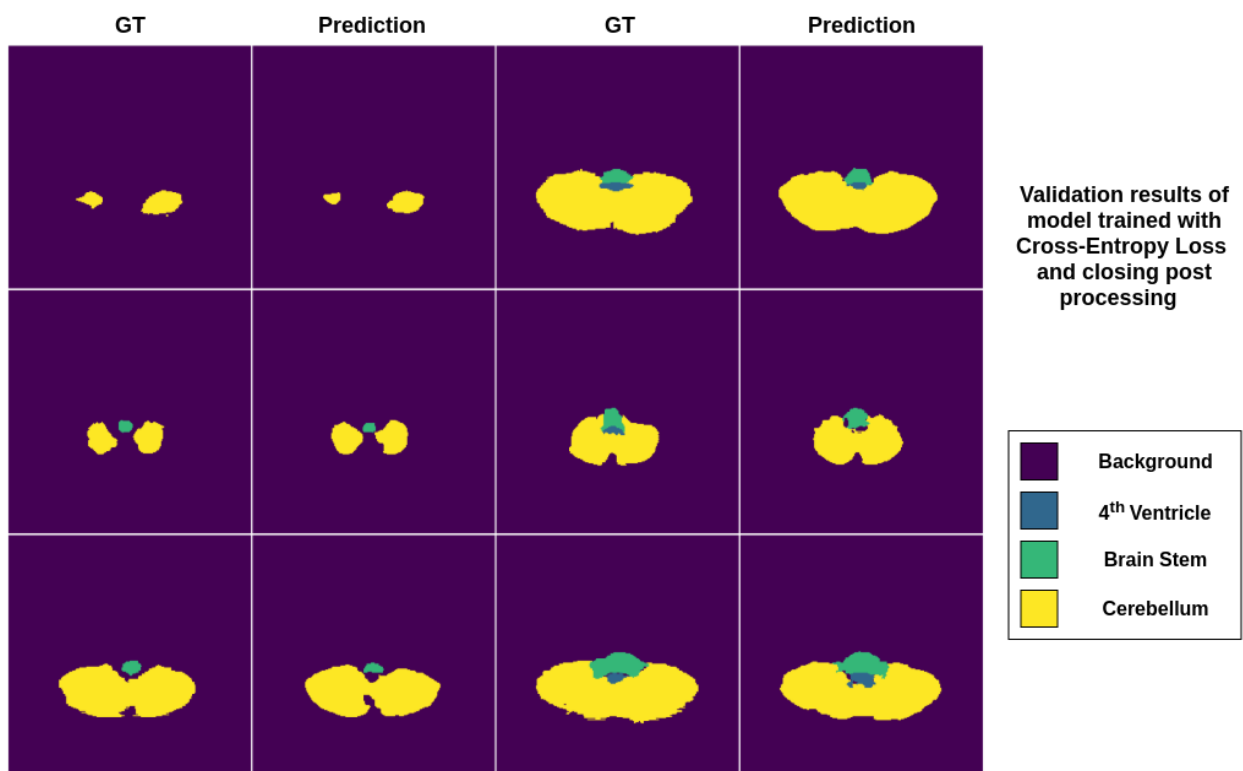 GT Prediction GT Prediction
Validation results of
model trained with
Cross-Entropy Loss
and closing post
processing
Background
4th Ventricle
Brain Stem
Cerebellum